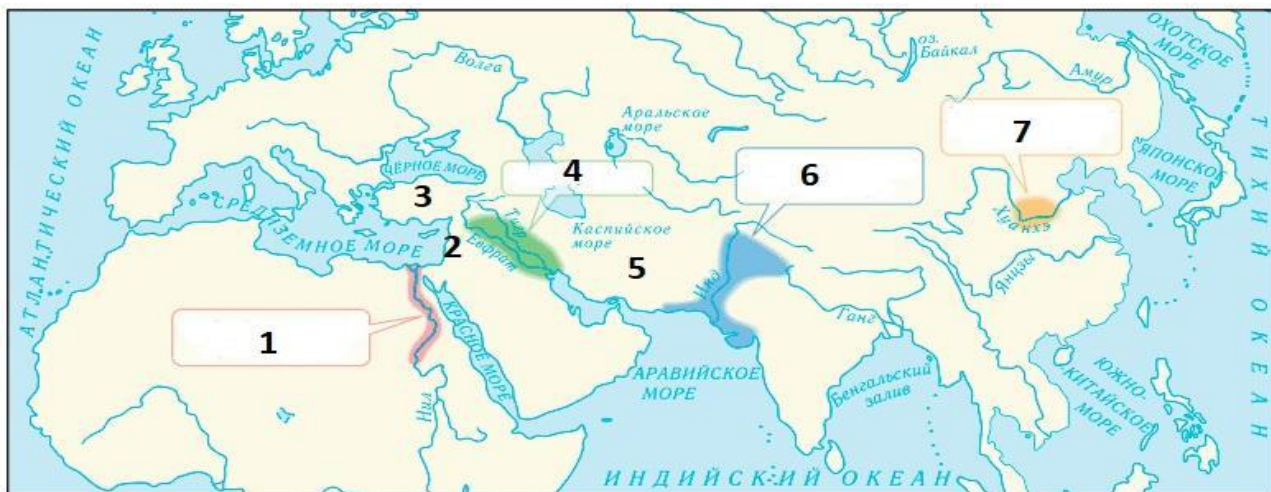 АТЛАНТИЧЕСКИЙ ОКЕАН
Волга
оз.
Байкал
Амур
ОХОТСКОЕ
МОРЕ
ТИХИЙ ОКЕАН
Аральское
море
7
ЯПОНСКОЕ
МОРЕ
ЧЁРНОЕ МОРЕ
4
6
3
СРЕДИЗЕМНОЕ МОРЕ
Тигр
Евфрат
Каспийское
море
Хуанхэ
2
5
Инд
Янцзы
1
КРАСНОЕ МОРЕ
Ганг
Нил
Ц
АРАВИЙСКОЕ
МОРЕ
Бенгальский
залив
ЮЖНО-
КИТАЙСКОЕ
МОРЕ
ИНДИЙСКИЙ ОКЕАН